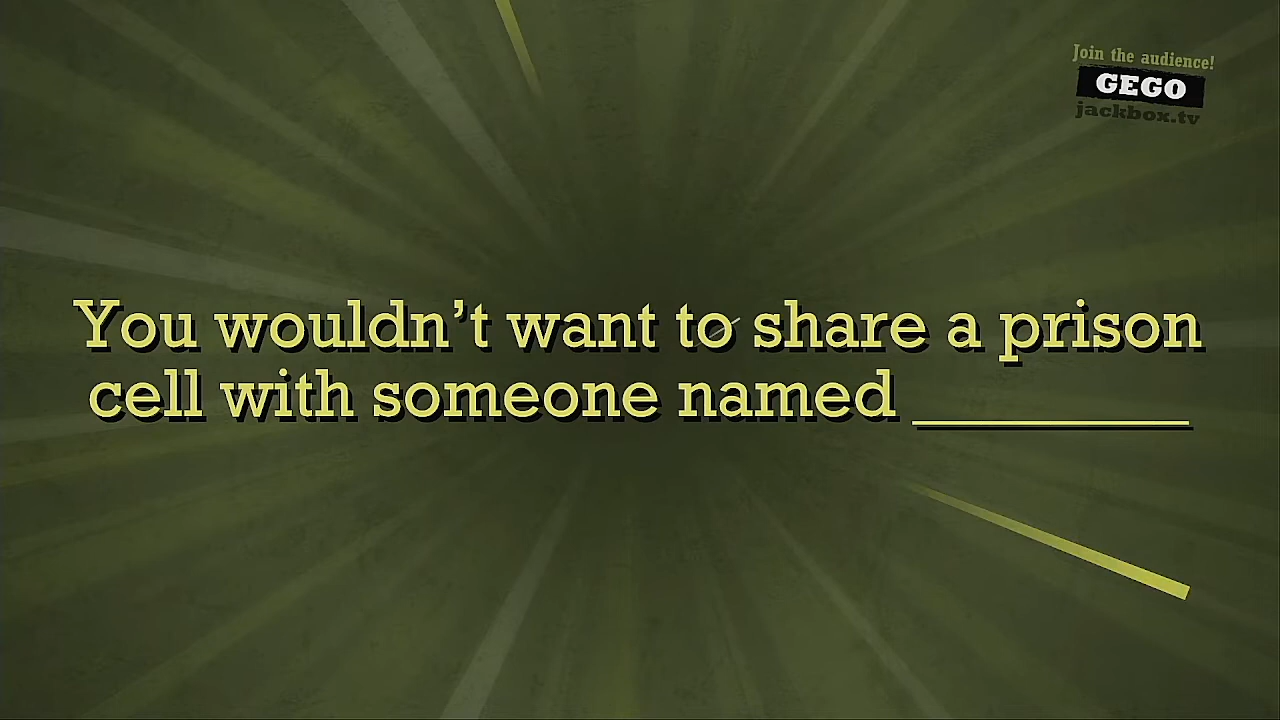 Join the audience!
GEGO
jackbox.tv
You wouldn’t want to share a prison
cell with someone named ________